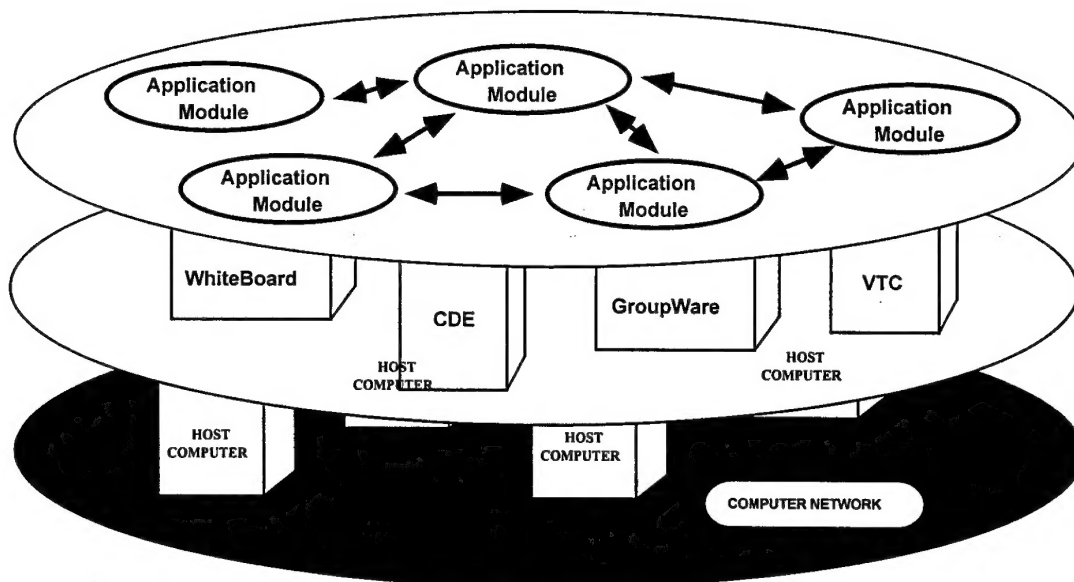 Application
Module
Application
Module
Application
Module
Application
Module
Application
Module
WhiteBoard
CDE
GroupWare
VTC
HOST
COMPUTER
HOST
COMPUTER
HOST
COMPUTER
HOST
COMPUTER
COMPUTER NETWORK